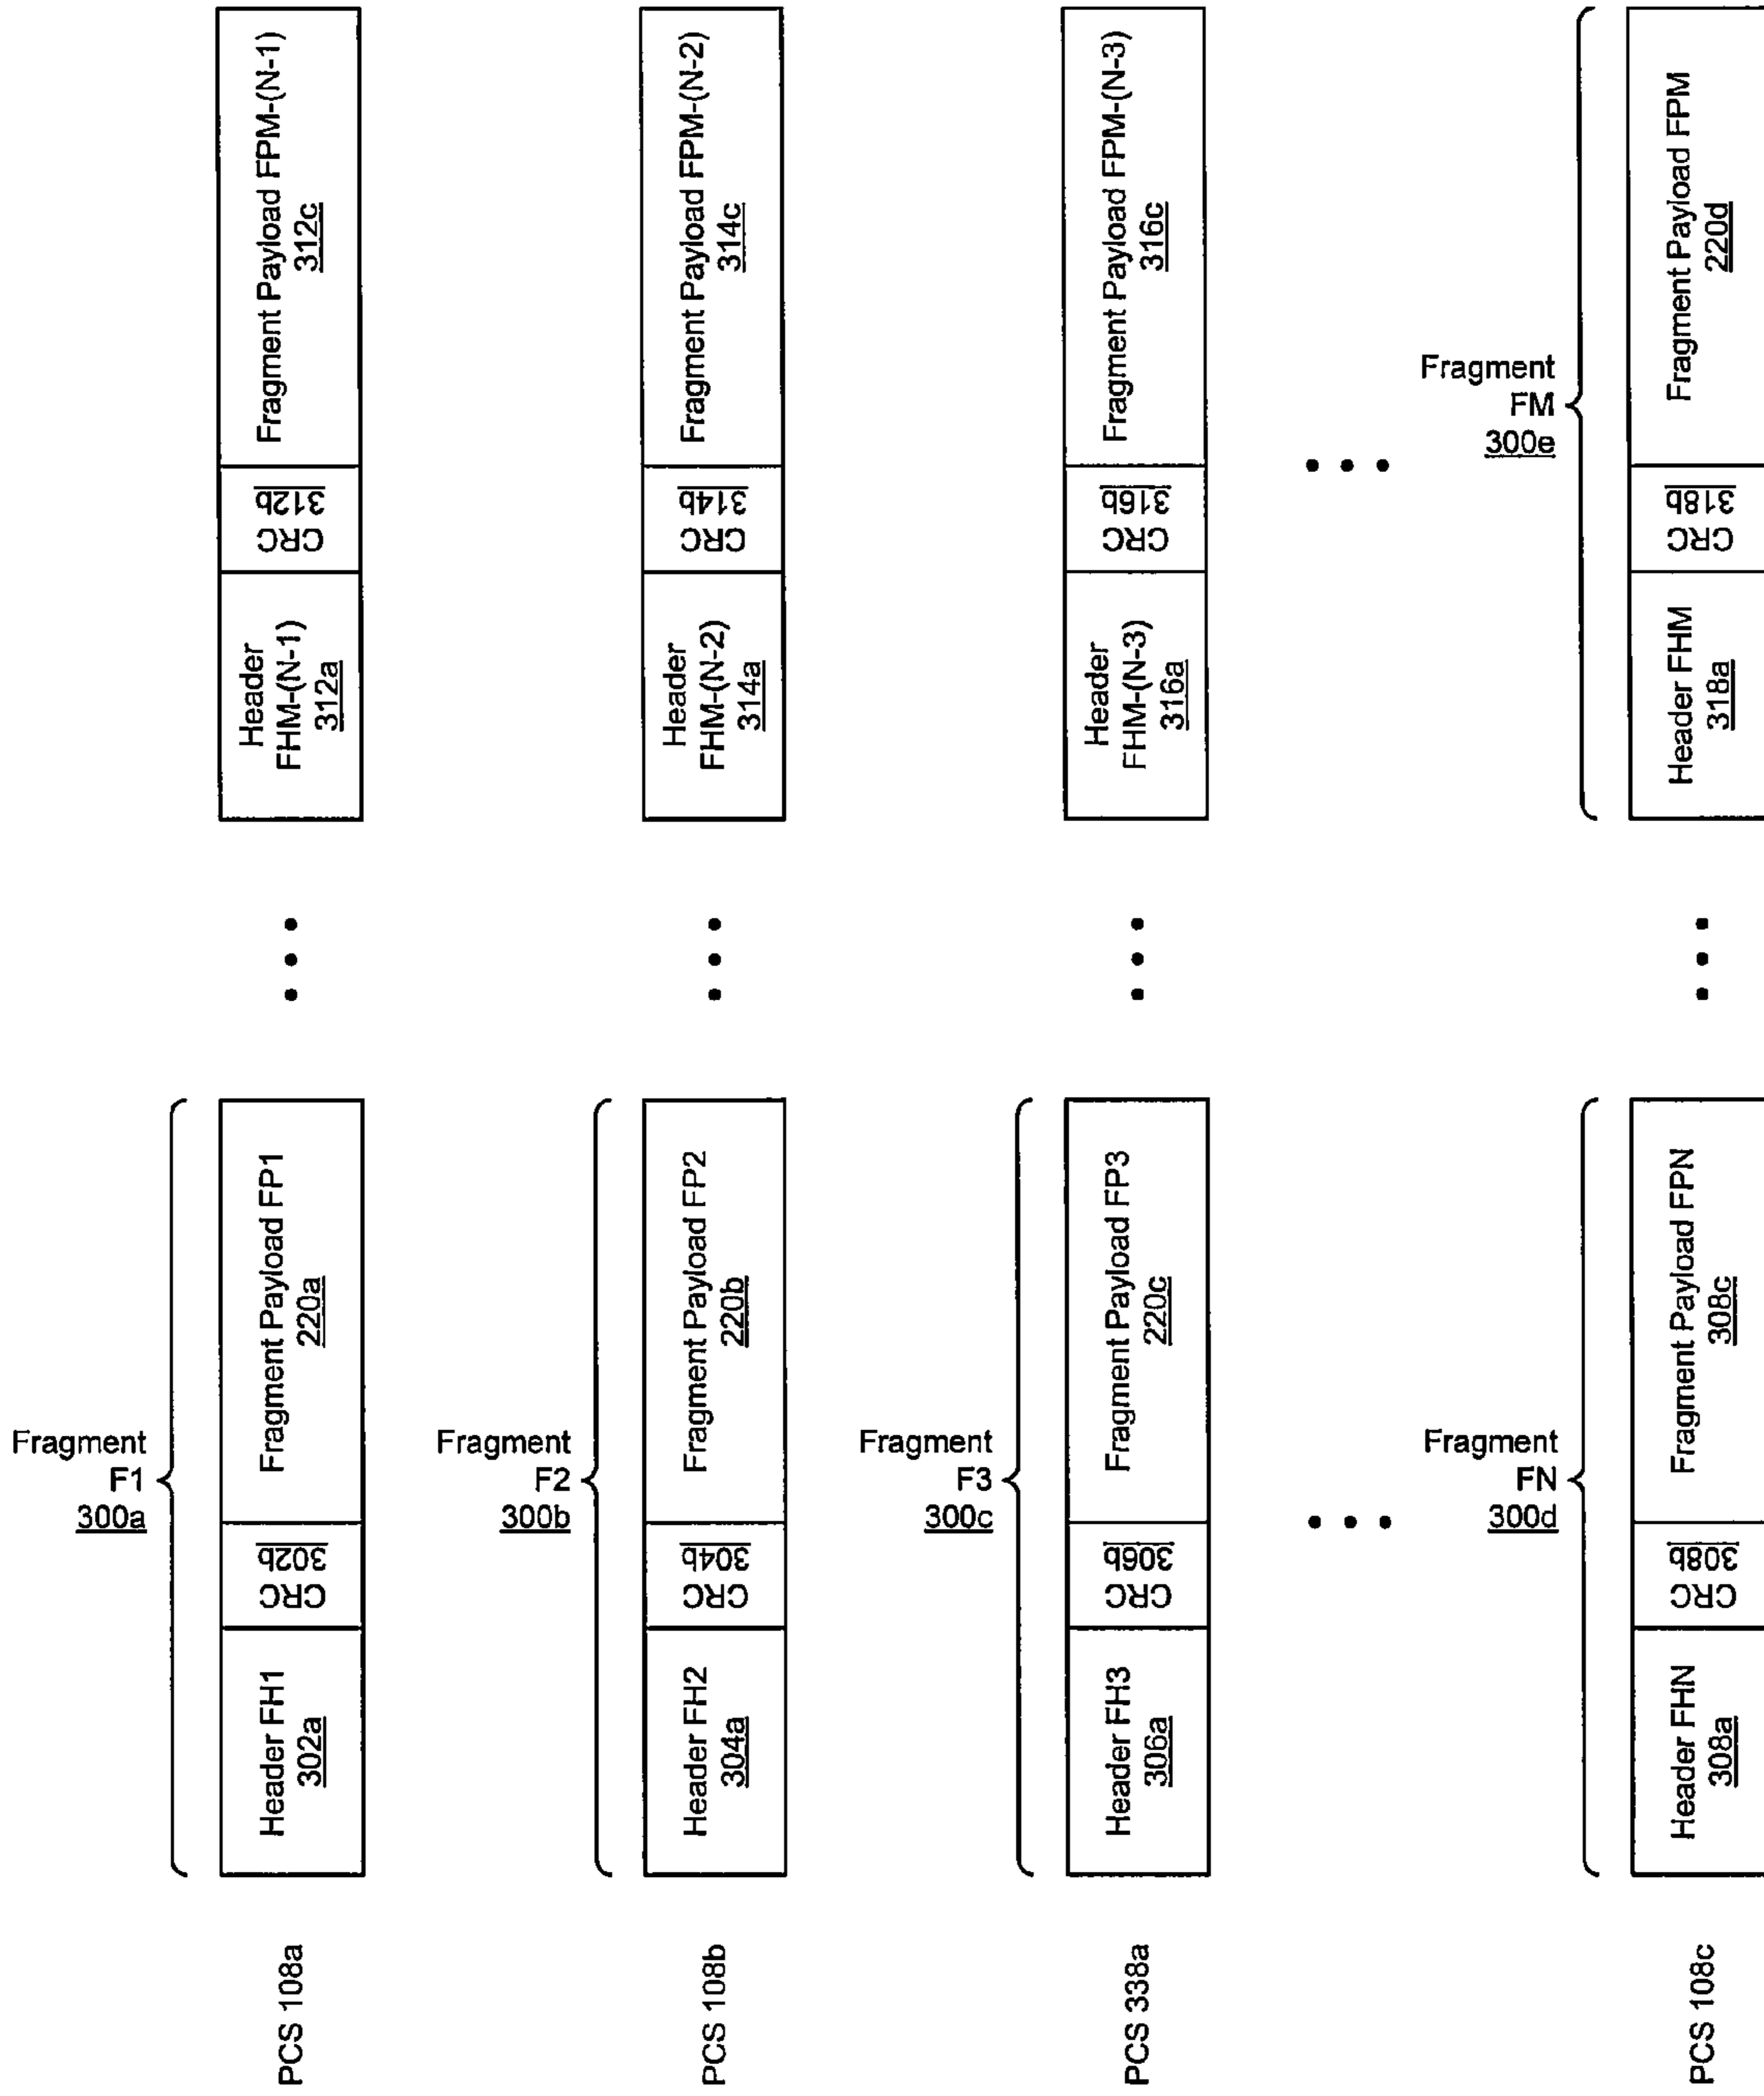 Fragment
F1
300a
PCS 108a
Header FH1
302a
CRC
302b
Fragment Payload FP1
220a
• • •
Header
FHM-(N-1)
312a
CRC
312b
Fragment Payload FPM-(N-1)
312c
Fragment
F2
300b
PCS 108b
Header FH2
304a
CRC
304b
Fragment Payload FP2
220b
• • •
Header
FHM-(N-2)
314a
CRC
314b
Fragment Payload FPM-(N-2)
314c
Fragment
F3
300c
PCS 338a
Header FH3
306a
CRC
306b
Fragment Payload FP3
220c
• • •
Header
FHM-(N-3)
316a
CRC
316b
Fragment Payload FPM-(N-3)
316c
• • •
• • •
Fragment
FN
300d
Fragment
FM
300e
PCS 108c
Header FHN
308a
CRC
308b
Fragment Payload FPN
308c
• • •
Header FHM
318a
CRC
318b
Fragment Payload FPM
220d